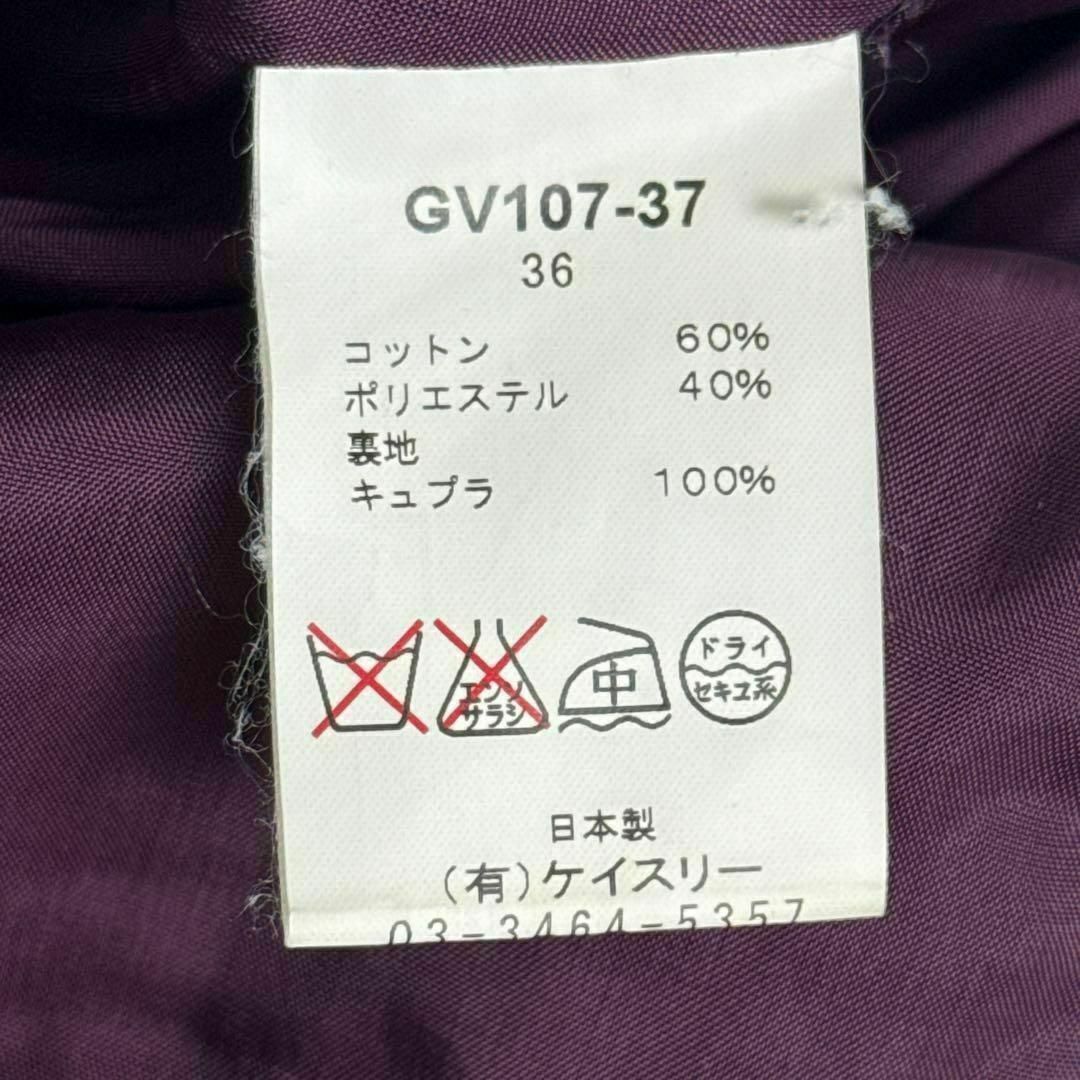 GV107-37
36
コットン 60%
ポリエステル 40%
裏地
キュプラ 100%
エンソ
サラシ
中
ドライ
セキユ系
日本製
(有)ケイスリー
03-3464-5357